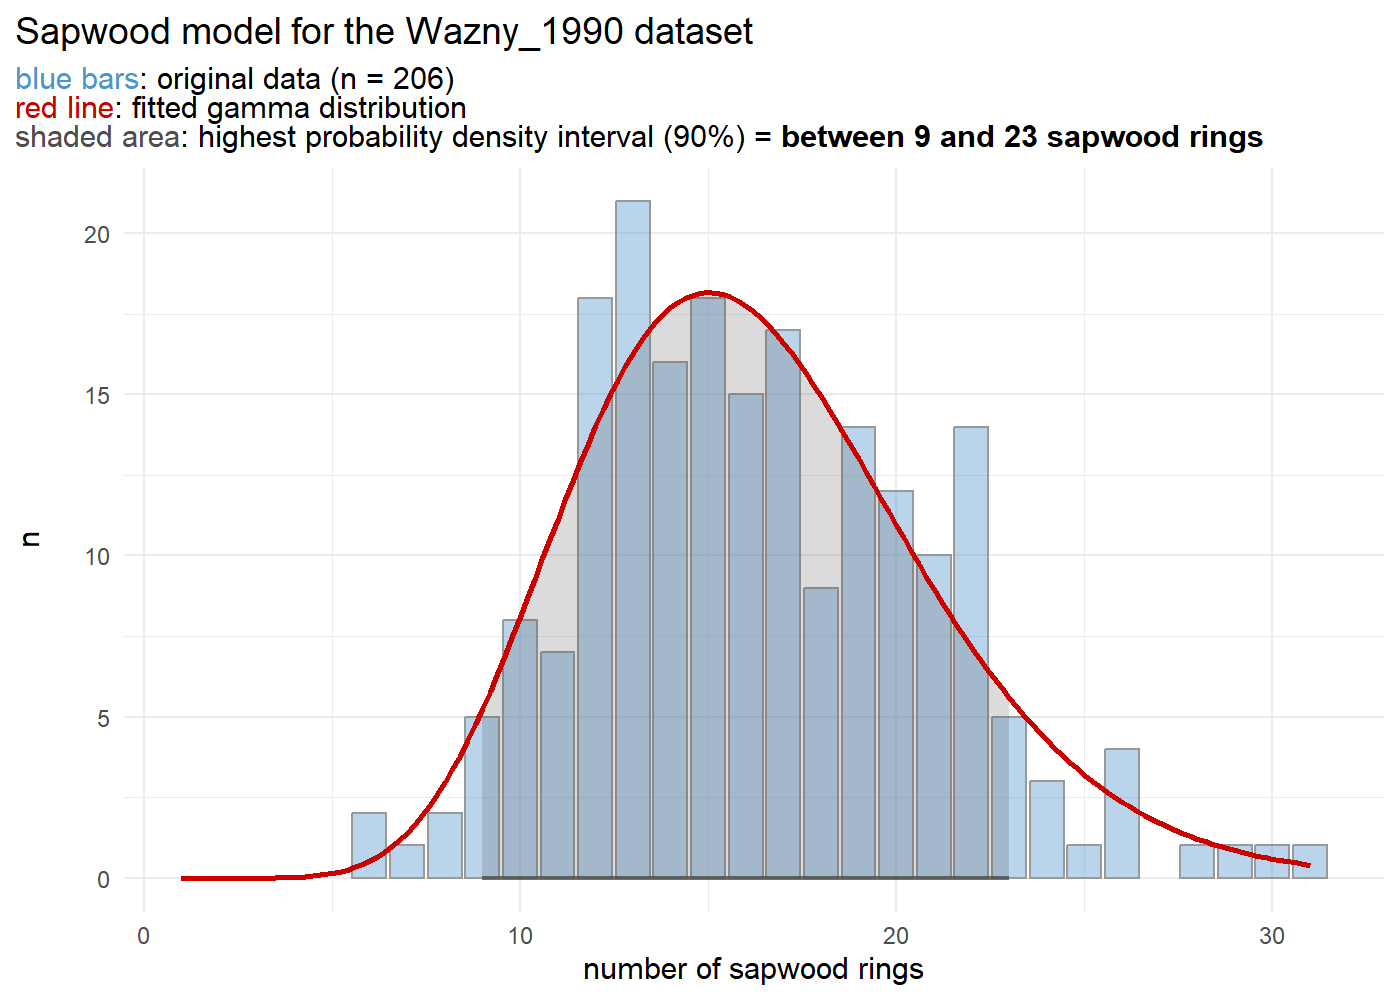 Sapwood model for the Wazny_1990 dataset
blue bars: original data (n = 206)
red line: fitted gamma distribution
shaded area: highest probability density interval (90%) = between 9 and 23 sapwood rings
20
15
10
5
0
n
0 10 20 30
number of sapwood rings